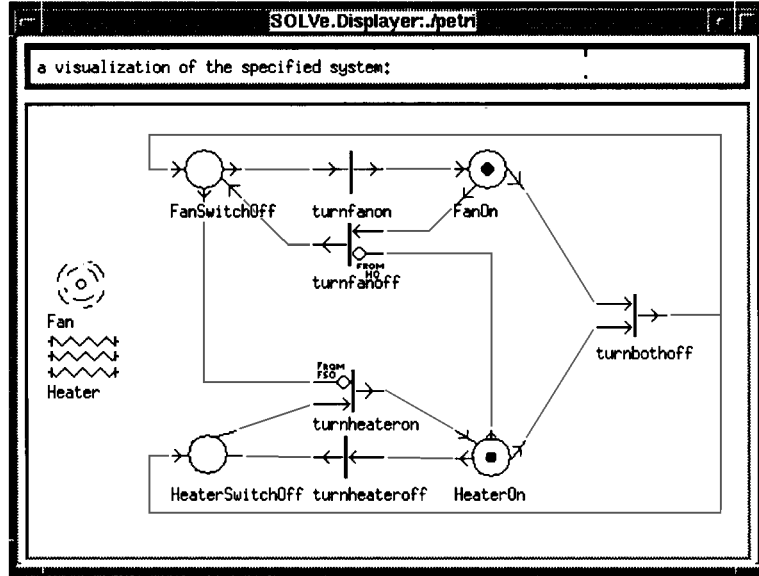 SOLVe.Displayer:./petri
a visualization of the specified system:
FanSwitchOff
turnfanon
FanOn
FROM
HO
turnfanoff
Fan
turnbothoff
FROM
FSO
Heater
turnheateron
HeaterSwitchOff
turnheateroff
HeaterOn